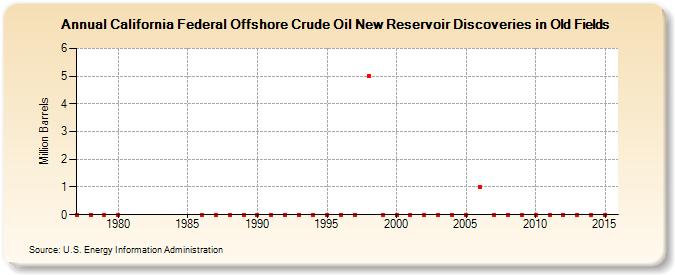 Annual California Federal Offshore Crude Oil New Reservoir Discoveries in Old Fields
Million Barrels
6
5
4
3
2
1
0
1980 1985 1990 1995 2000 2005 2010 2015
Source: U.S. Energy Information Administration